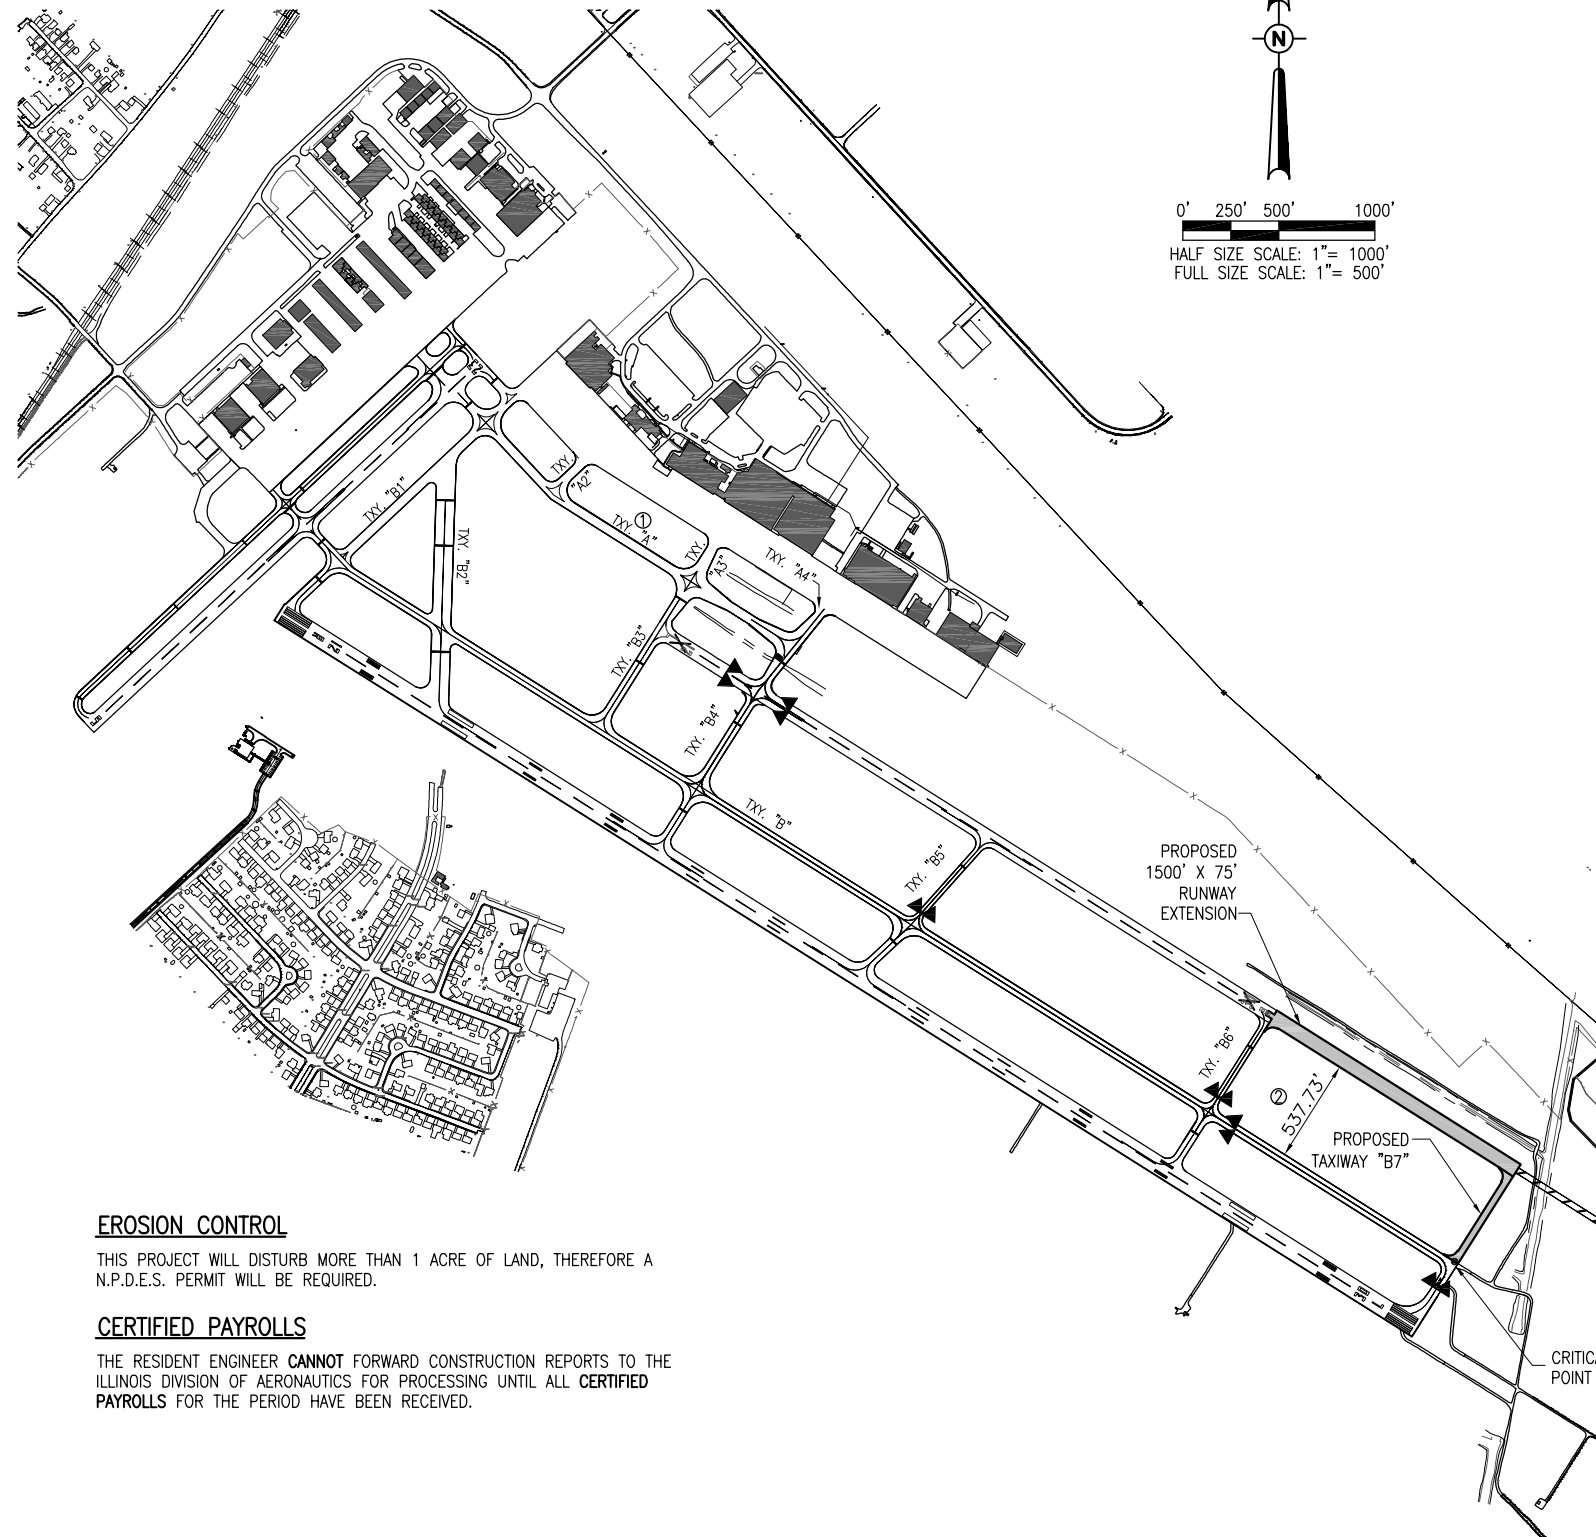 N
0' 250' 500' 1000'
HALF SIZE SCALE: 1"= 1000'
FULL SIZE SCALE: 1"= 500'
23
TXY. "B1"
TXY. "B2"
TXY.
"A2"
1
TXY. "A"
TXY.
"A3"
TXY. "A4"
TXY. "B3"
TXY. "B4"
TXY. "B"
TXY. "B5"
PROPOSED
1500' X 75'
RUNWAY
EXTENSION
TXY. "B6"
2
537.73'
PROPOSED
TAXIWAY "B7"
CRITICA
POINT
EROSION CONTROL
THIS PROJECT WILL DISTURB MORE THAN 1 ACRE OF LAND, THEREFORE A
N.P.D.E.S. PERMIT WILL BE REQUIRED.
CERTIFIED PAYROLLS
THE RESIDENT ENGINEER CANNOT FORWARD CONSTRUCTION REPORTS TO THE
ILLINOIS DIVISION OF AERONAUTICS FOR PROCESSING UNTIL ALL CERTIFIED
PAYROLLS FOR THE PERIOD HAVE BEEN RECEIVED.